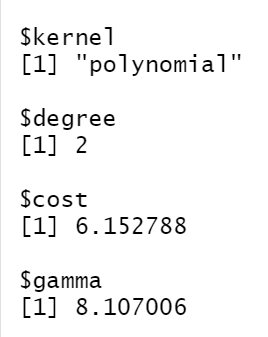 $kernel
[1] "polynomial"
$degree
[1] 2
$cost
[1] 6.152788
$gamma
[1] 8.107006